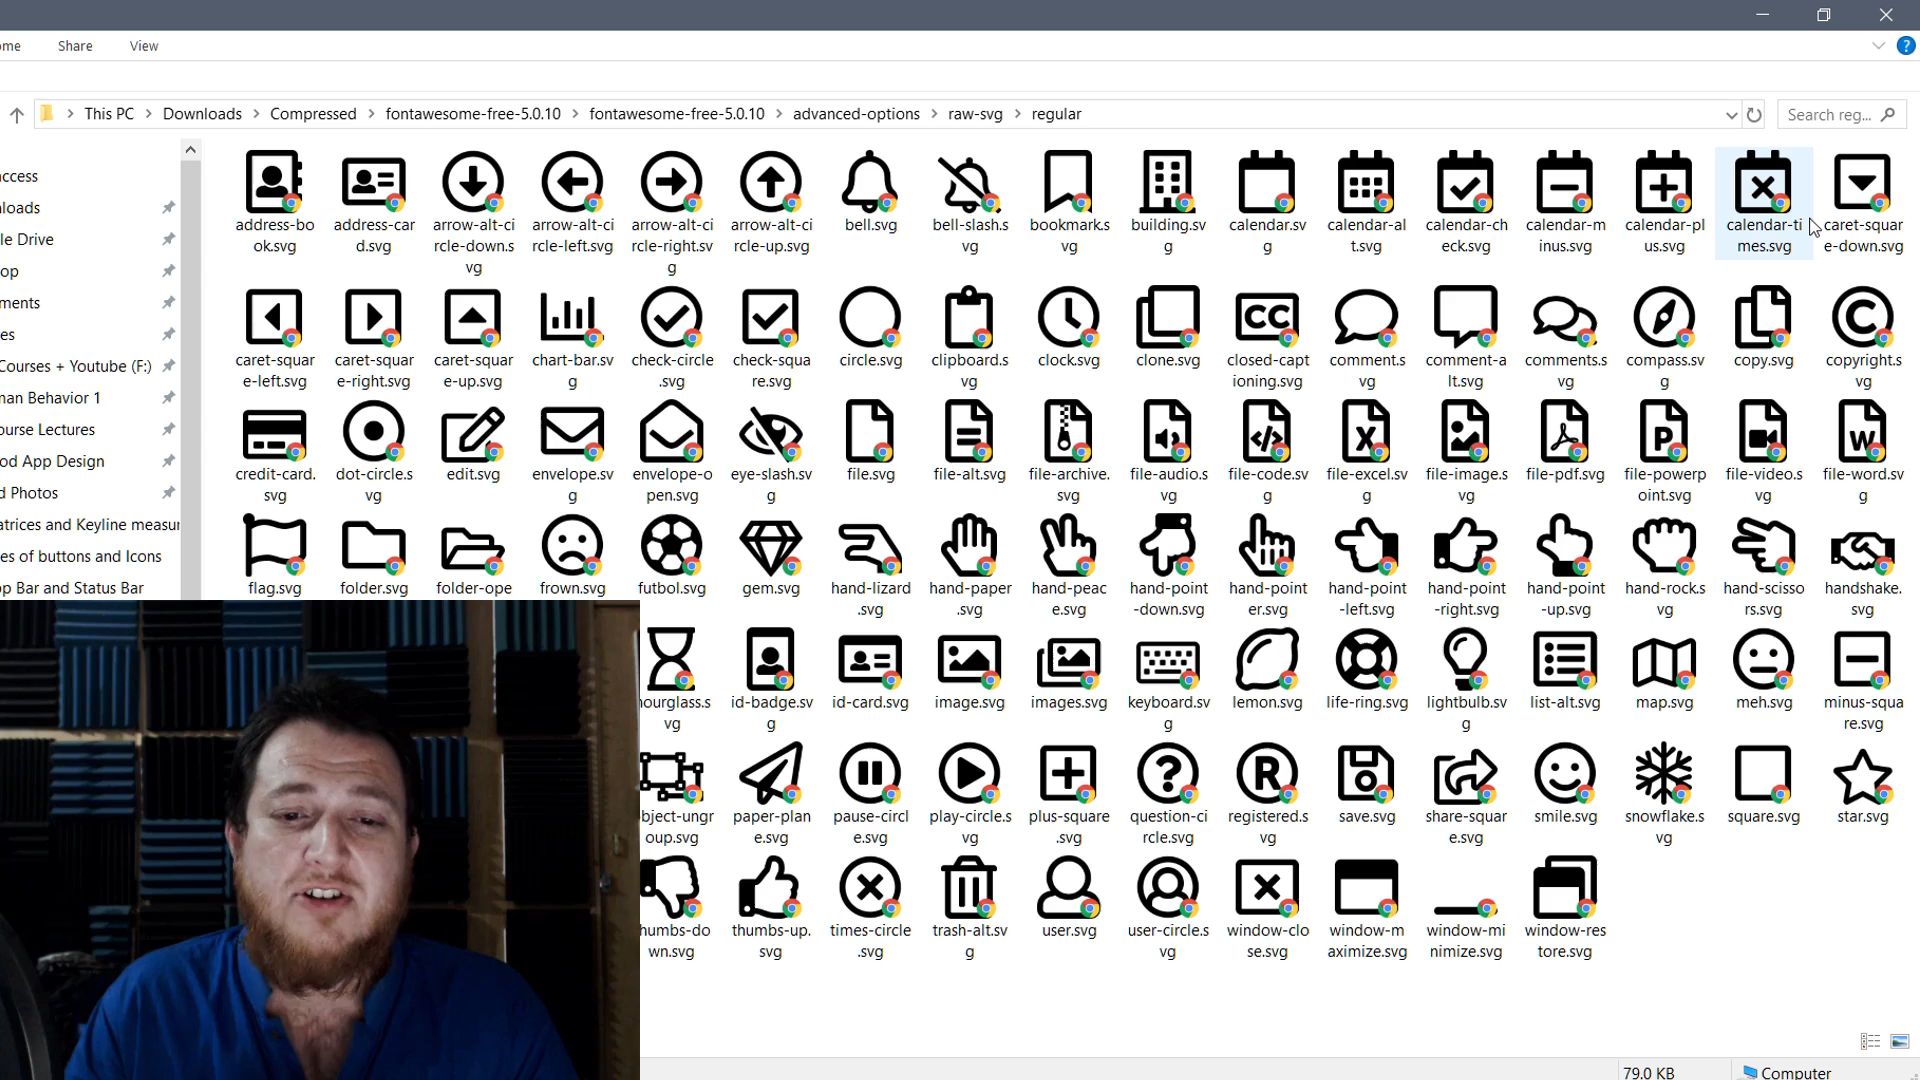 ome Share View
This PC Downloads Compressed fontawesome-free-5.0.10 fontawesome-free-5.0.10 advanced-options raw-svg regular
Search reg...
ccess
nloads
le Drive
op
ments
es
Courses + Youtube (F:)
man Behavior 1
ourse Lectures
od App Design
d Photos
atrices and Keyline measur
es of buttons and Icons
p Bar and Status Bar
address-bo
ok.svg
address-car
d.svg
arrow-alt-ci
rcle-down.s
vg
arrow-alt-ci
rcle-left.svg
arrow-alt-ci
rcle-right.sv
g
arrow-alt-ci
rcle-up.svg
bell.svg
bell-slash.s
vg
bookmark.s
vg
building.sv
g
calendar.sv
g
calendar-al
t.svg
calendar-ch
eck.svg
calendar-m
inus.svg
calendar-pl
us.svg
calendar-ti
mes.svg
caret-squar
e-down.svg
caret-squar
e-left.svg
caret-squar
e-right.svg
caret-squar
e-up.svg
chart-bar.sv
g
check-circle
.svg
check-squa
re.svg
circle.svg
clipboard.s
vg
clock.svg
clone.svg
CC
closed-capt
ioning.svg
comment.s
vg
comment-a
lt.svg
comments.s
vg
compass.sv
g
copy.svg
C
copyright.s
vg
credit-card.
svg
dot-circle.s
vg
edit.svg
envelope.sv
g
envelope-o
pen.svg
eye-slash.sv
g
file.svg
file-alt.svg
file-archive.
svg
file-audio.s
vg
</>
file-code.sv
g
X
file-excel.sv
g
file-image.s
vg
file-pdf.svg
P
file-powerp
oint.svg
file-video.s
vg
W
file-word.sv
g
flag.svg
folder.svg
folder-ope
frown.svg
futbol.svg
gem.svg
hand-lizard
.svg
hand-paper
.svg
hand-peac
e.svg
hand-point
-down.svg
hand-point
er.svg
hand-point
-left.svg
hand-point
-right.svg
hand-point
-up.svg
hand-rock.s
vg
hand-scisso
rs.svg
handshake.
svg
ourglass.s
vg
id-badge.sv
g
id-card.svg
image.svg
images.svg
keyboard.sv
g
lemon.svg
life-ring.svg
lightbulb.sv
g
list-alt.svg
map.svg
meh.svg
minus-squa
re.svg
bject-ungr
oup.svg
paper-plan
e.svg
pause-circl
e.svg
play-circle.s
vg
plus-square
.svg
?
question-ci
rcle.svg
R
registered.s
vg
save.svg
share-squar
e.svg
smile.svg
snowflake.s
vg
square.svg
star.svg
humbs-do
wn.svg
thumbs-up.
svg
times-circle
.svg
trash-alt.sv
g
user.svg
user-circle.s
vg
window-clo
se.svg
window-m
aximize.svg
window-mi
nimize.svg
window-res
tore.svg
79.0 KB
Computer